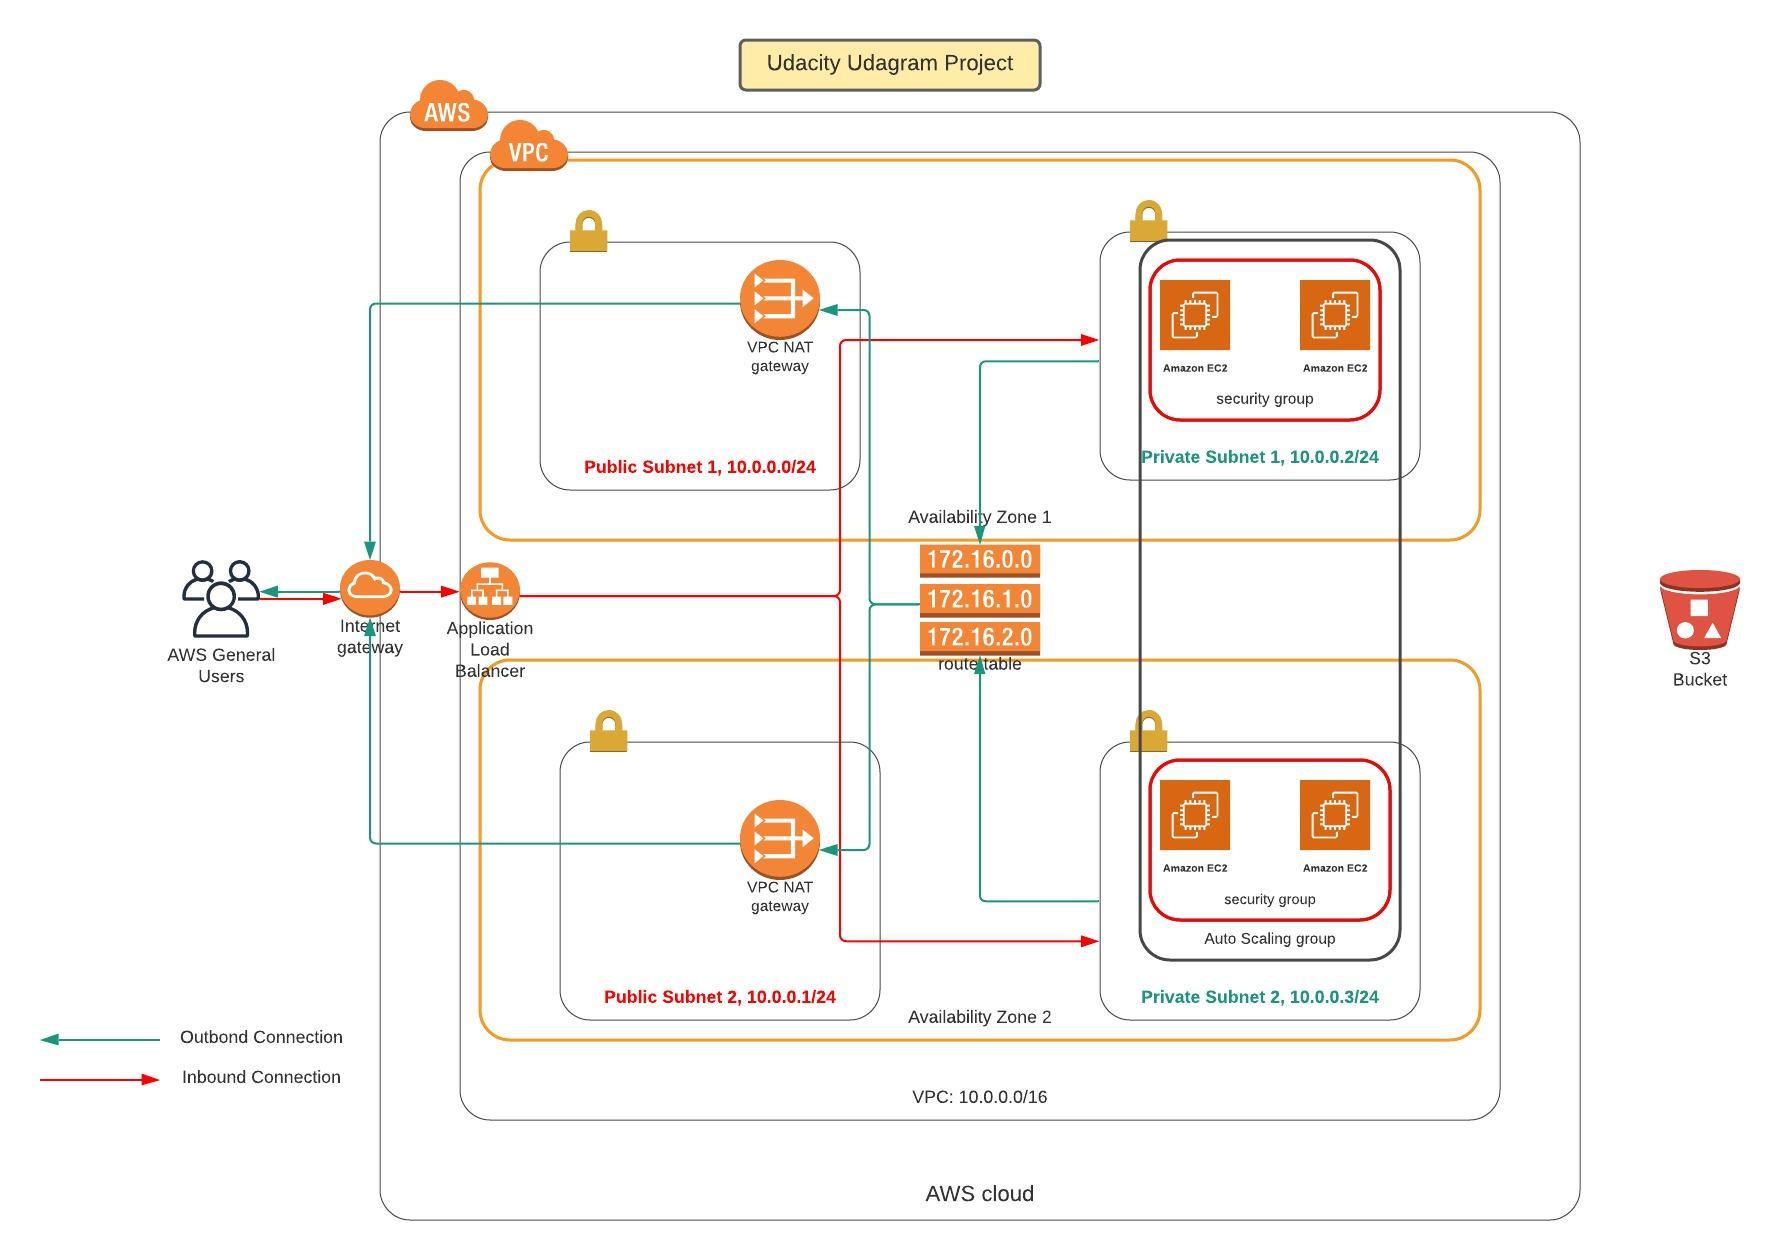 Udacity Udagram Project
AWS
VPC
VPC NAT
gateway
Public Subnet 1, 10.0.0.0/24
Amazon EC2
Amazon EC2
security group
Private Subnet 1, 10.0.0.2/24
Availability Zone 1
172.16.0.0
172.16.1.0
172.16.2.0
route table
AWS General
Users
Internet
gateway
Application
Load
Balancer
S3
Bucket
VPC NAT
gateway
Public Subnet 2, 10.0.0.1/24
Amazon EC2
Amazon EC2
security group
Auto Scaling group
Private Subnet 2, 10.0.0.3/24
Availability Zone 2
Outbond Connection
Inbound Connection
VPC: 10.0.0.0/16
AWS cloud